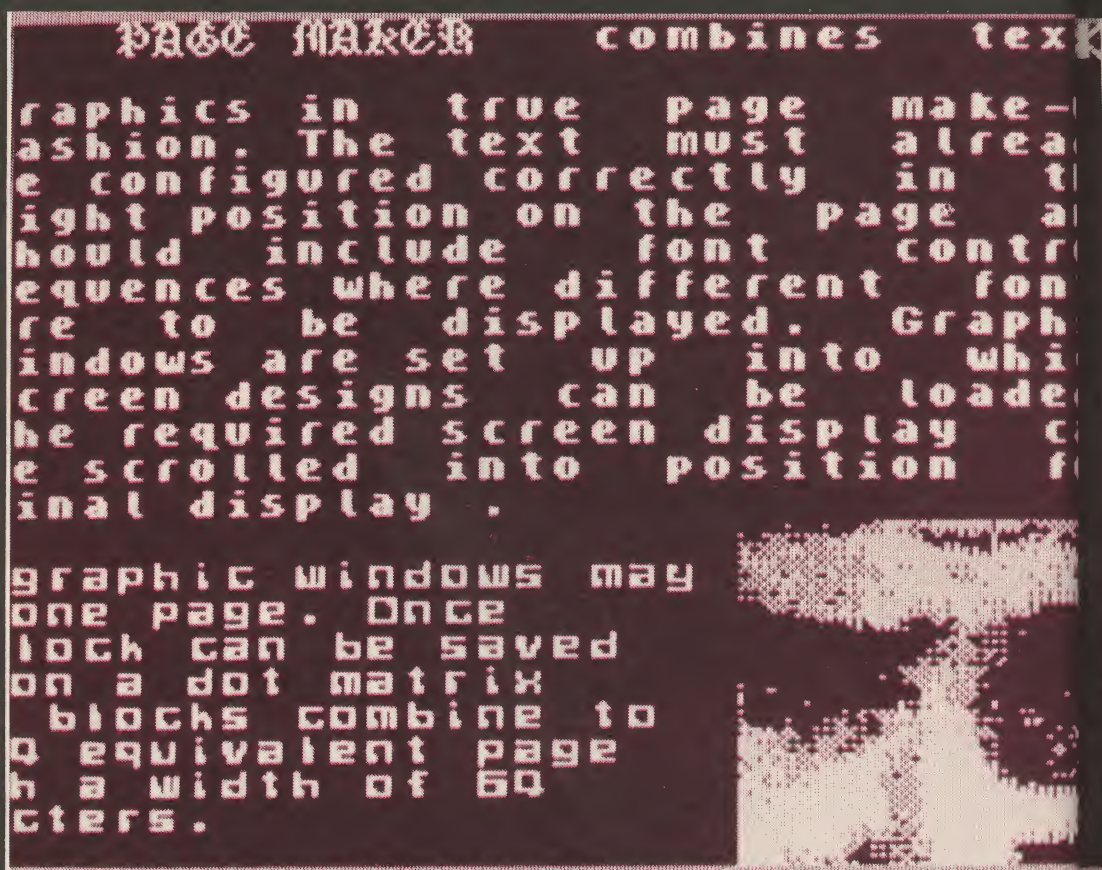 PAGE MAKER combines tex
raphics in true page make-
ashion. The text must alrea
e configured correctly in t
ight position on the page a
hould include font contr
equences where different fon
re to be displayed. Graph
indows are set up into whi
creen designs can be loade
he required screen display c
e scrolled into position f
inal display .
graphic windows may
one page. Once
lock can be saved
on a dot matrix
blocks combine to
equivalent page
h a width of 60
cters.